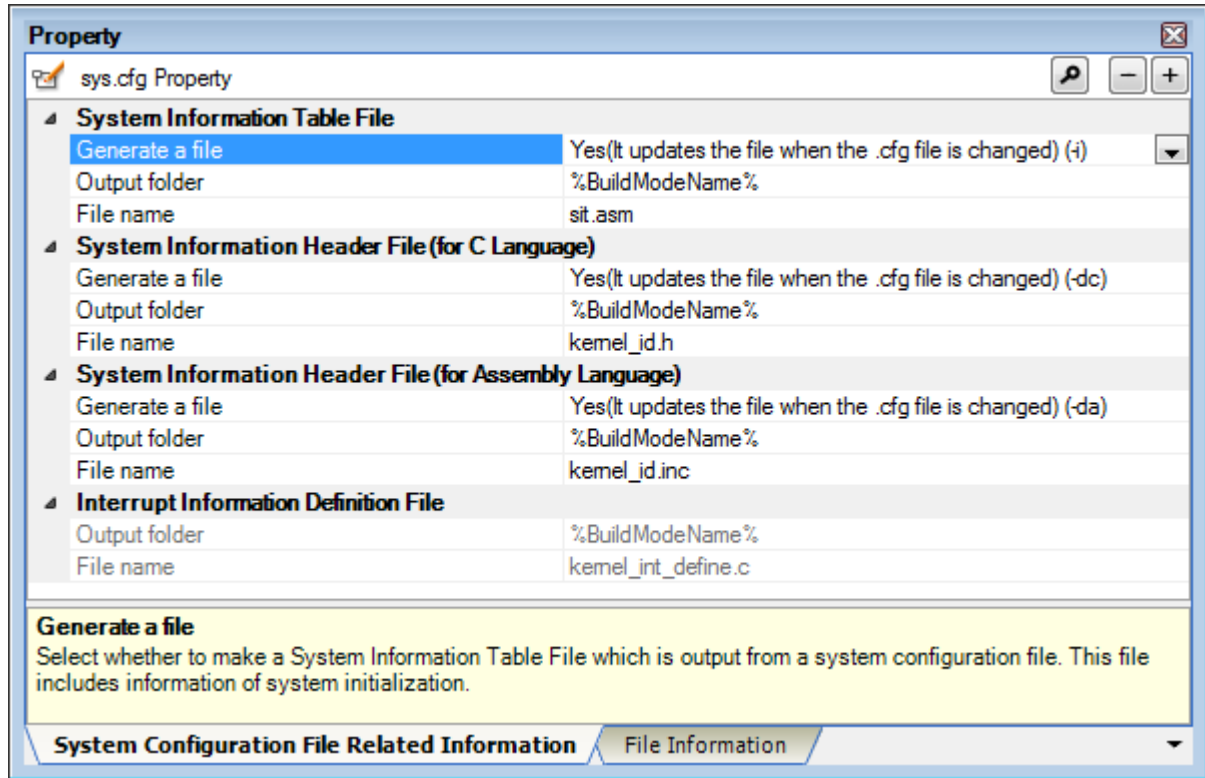 Property
sys.cfg Property
System Information Table File
Generate a file Yes(It updates the file when the .cfg file is changed) (-i)
Output folder %BuildModeName%
File name sit.asm
System Information Header File (for C Language)
Generate a file Yes(It updates the file when the .cfg file is changed) (-dc)
Output folder %BuildModeName%
File name kernel_id.h
System Information Header File (for Assembly Language)
Generate a file Yes(It updates the file when the .cfg file is changed) (-da)
Output folder %BuildModeName%
File name kernel_id.inc
Interrupt Information Definition File
Output folder %BuildModeName%
File name kernel_int_define.c
Generate a file
Select whether to make a System Information Table File which is output from a system configuration file. This file
includes information of system initialization.
System Configuration File Related Information File Information